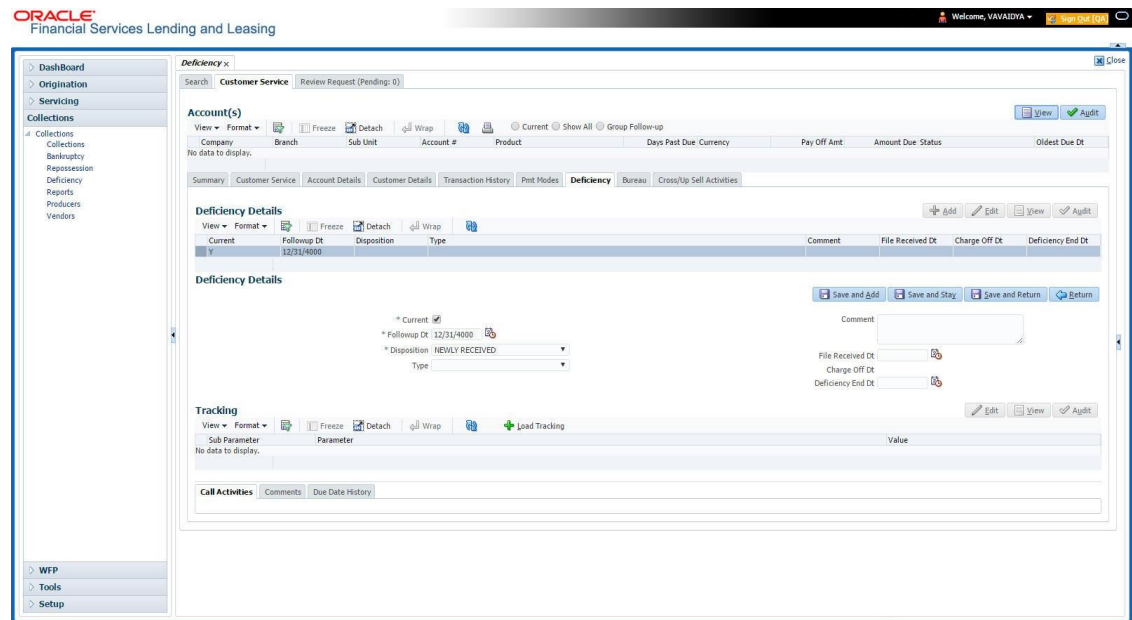 ORACLE
Financial Services Lending and Leasing
Welcome, VAVAIDYA
Sign Out [QA]
Close
DashBoard
Origination
Servicing
Collections
Collections
Collections
Bankruptcy
Repossession
Deficiency
Reports
Producers
Vendors
WFP
Tools
Setup
Deficiency x
Search Customer Service Review Request (Pending: 0)
Account(s)
View Audit
View Format Freeze Detach Wrap Current Show All Group Follow-up
Company Branch Sub Unit Account # Product Days Past Due Currency Pay Off Amt Amount Due Status Oldest Due Dt
No data to display.
Summary Customer Service Account Details Customer Details Transaction History Pmt Modes Deficiency Bureau Cross/Up Sell Activities
Deficiency Details
Add Edit View Audit
View Format Freeze Detach Wrap
Current Followup Dt Disposition Type Comment File Received Dt Charge Off Dt Deficiency End Dt
Y 12/31/4000
Deficiency Details
Save and Add Save and Stay Save and Return Return
* Current
* Followup Dt 12/31/4000
* Disposition NEWLY RECEIVED
Type
Comment
File Received Dt
Charge Off Dt
Deficiency End Dt
Tracking
Edit View Audit
View Format Freeze Detach Wrap Load Tracking
Sub Parameter Parameter Value
No data to display.
Call Activities Comments Due Date History